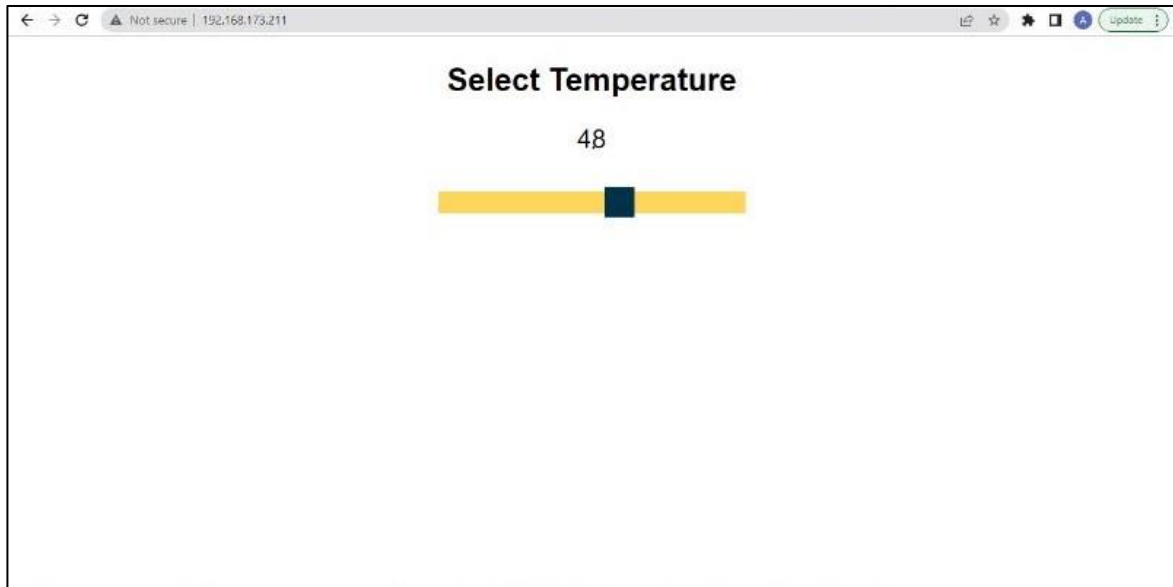 Not secure | 192.168.173.211
A
Update
Select Temperature
48